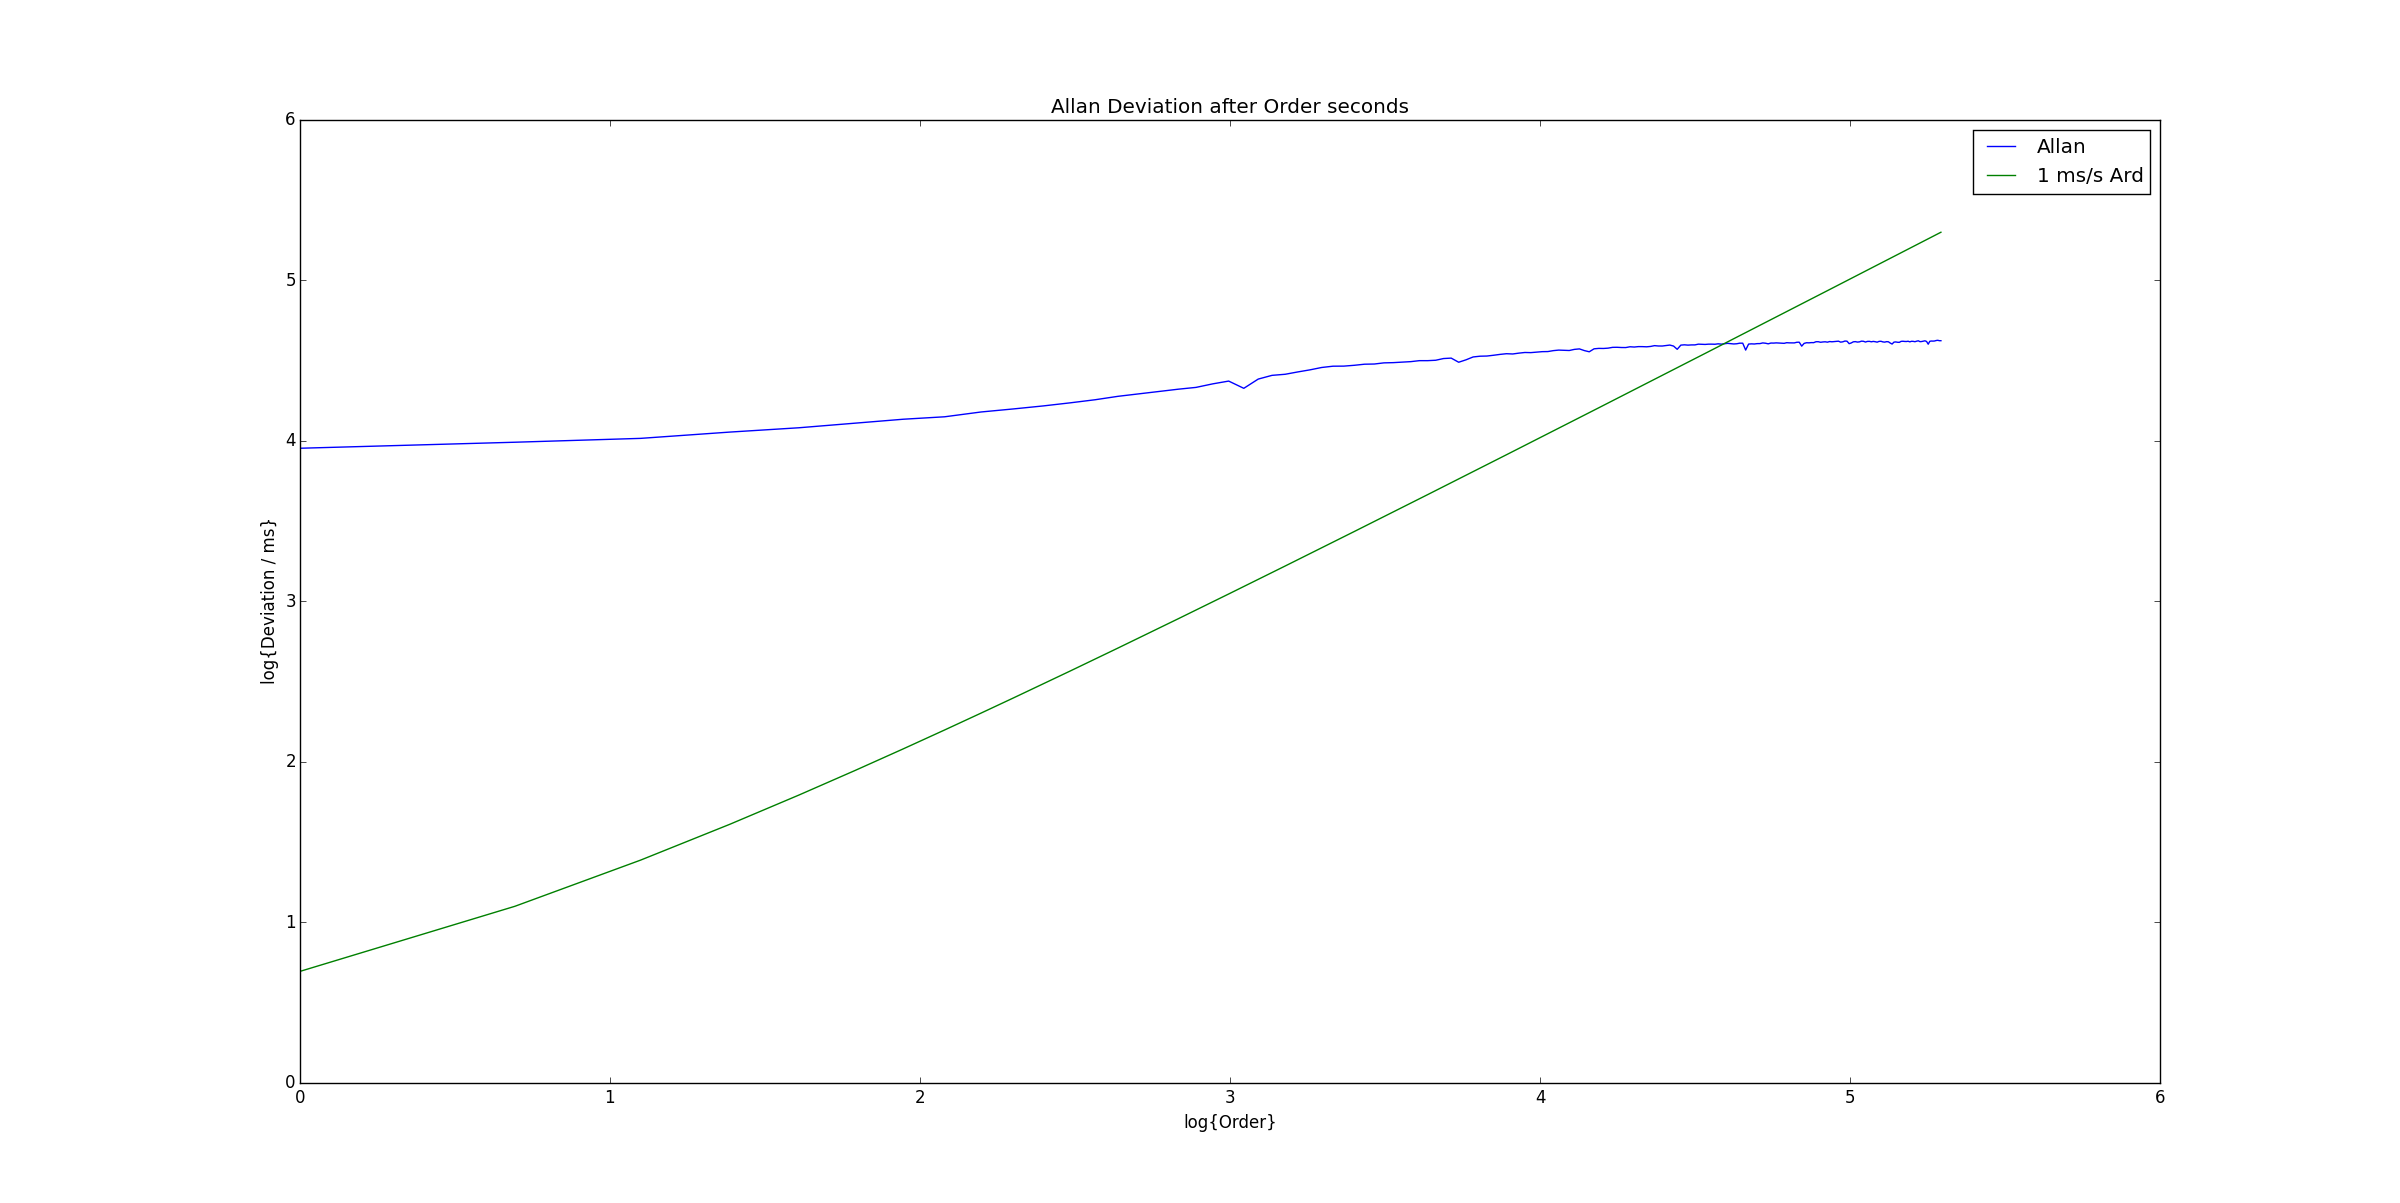 Allan Deviation after Order seconds
6
5
4
3
2
1
0
log{Deviation / ms}
Allan
1 ms/s Ard
0 1 2 3 4 5 6
log{Order}